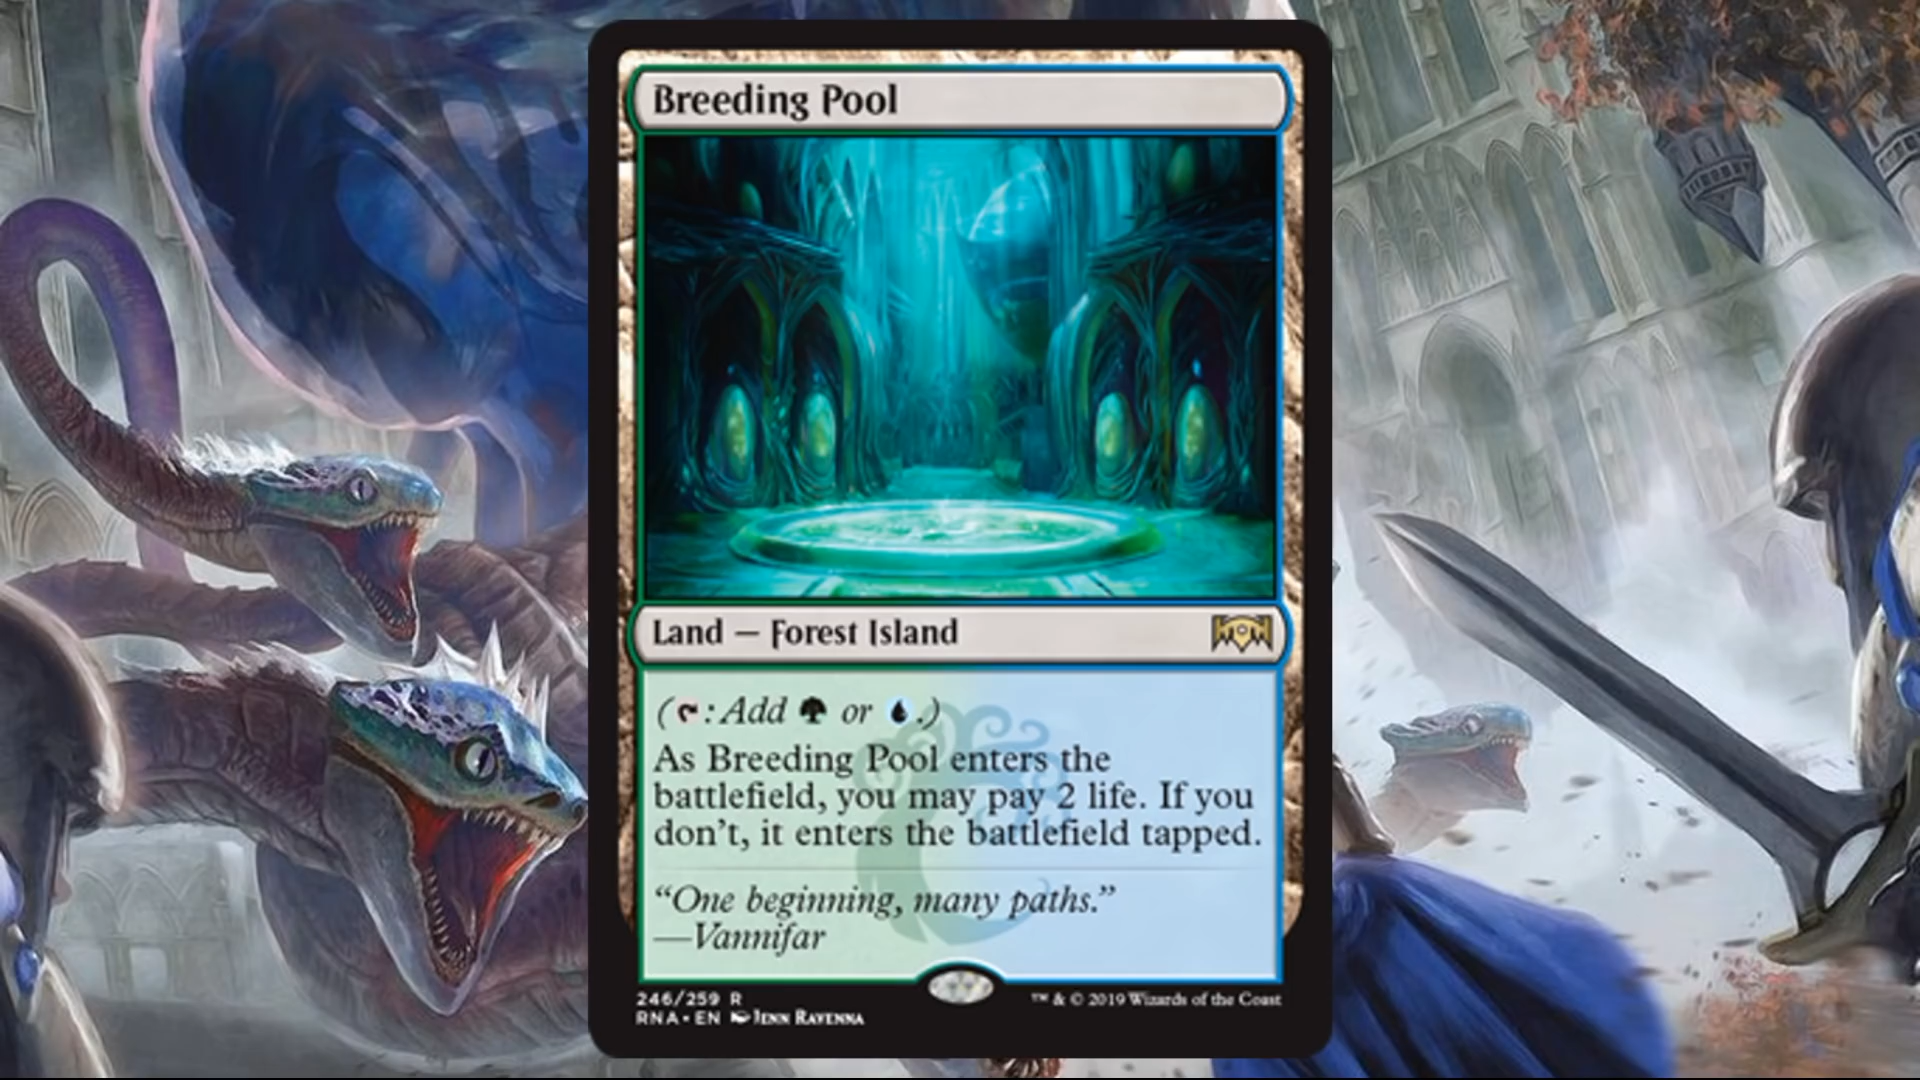 Breeding Pool
Land — Forest Island
(: Add or .)
As Breeding Pool enters the
battlefield, you may pay 2 life. If you
don't, it enters the battlefield tapped.
“One beginning, many paths.”
—Vannifar
246/259 R
™ & © 2019 Wizards of the Coast
RNA • EN Jenn Ravenna